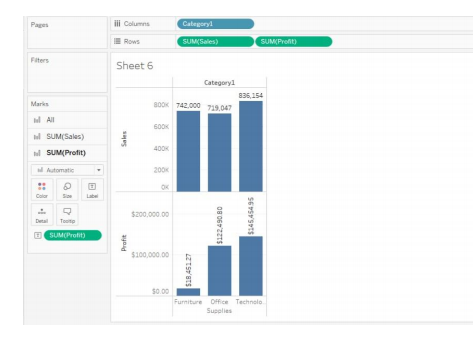 Pages
Columns
Category1
Rows
SUM(Sales)
SUM(Profit)
Filters
Sheet 6
Category1
Marks
All
SUM(Sales)
SUM(Profit)
Automatic
Color
Size
Label
Detail
Tooltip
SUM(Profit)
Sales
800K
600K
400K
200K
0K
742,000
719,047
836,154
Profit
$200,000.00
$100,000.00
$0.00
$18,451.27
$122,490.80
$145,454.95
Furniture
Office
Supplies
Technolo..